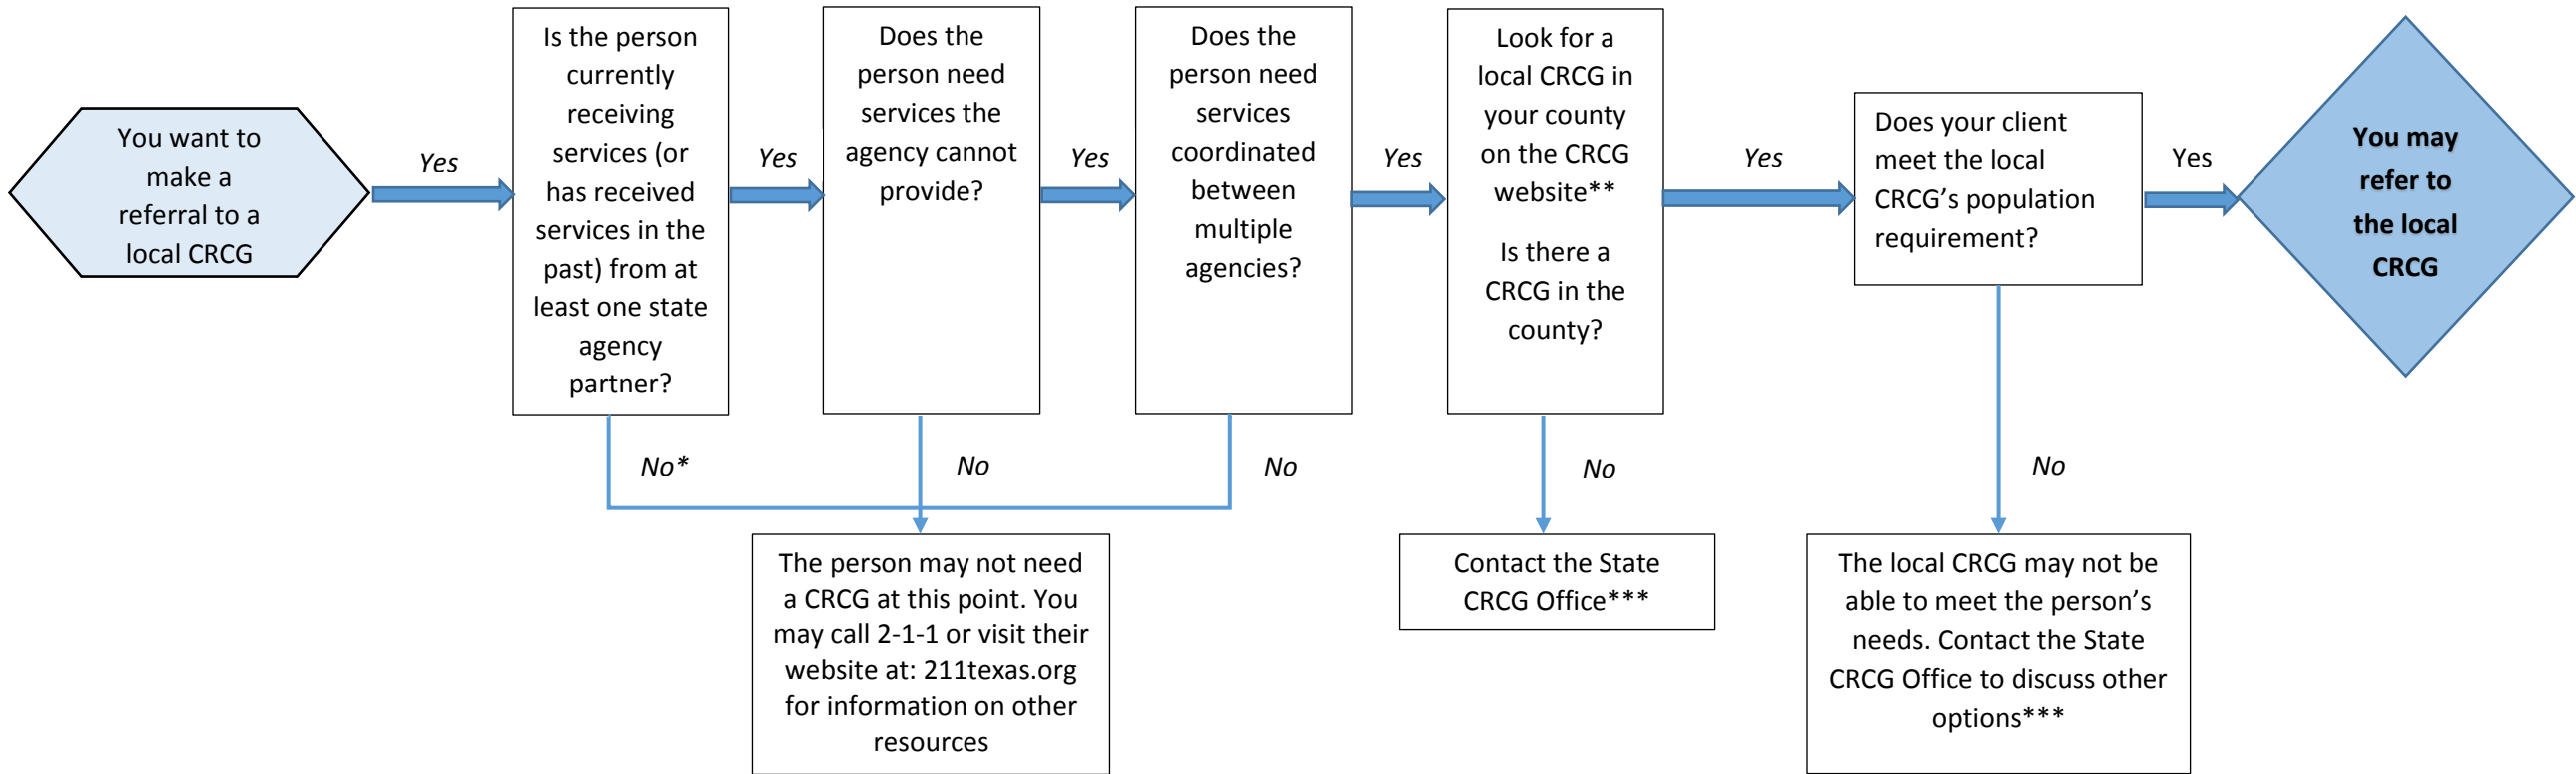 You want to
make a
referral to a
local CRCG
Yes
Is the person
currently
receiving
services (or
has received
services in the
past) from at
least one state
agency
partner?
Yes
Does the
person need
services the
agency cannot
provide?
Yes
Does the
person need
services
coordinated
between
multiple
agencies?
Yes
Look for a
local CRCG in
your county
on the CRCG
website**
Is there a
CRCG in the
county?
Yes
Does your client
meet the local
CRCG’s population
requirement?
Yes
You may
refer to
the local
CRCG
No*
No
No
No
No
The person may not need
a CRCG at this point. You
may call 2-1-1 or visit their
website at: 211texas.org
for information on other
resources
Contact the State
CRCG Office***
The local CRCG may not be
able to meet the person’s
needs. Contact the State
CRCG Office to discuss other
options***